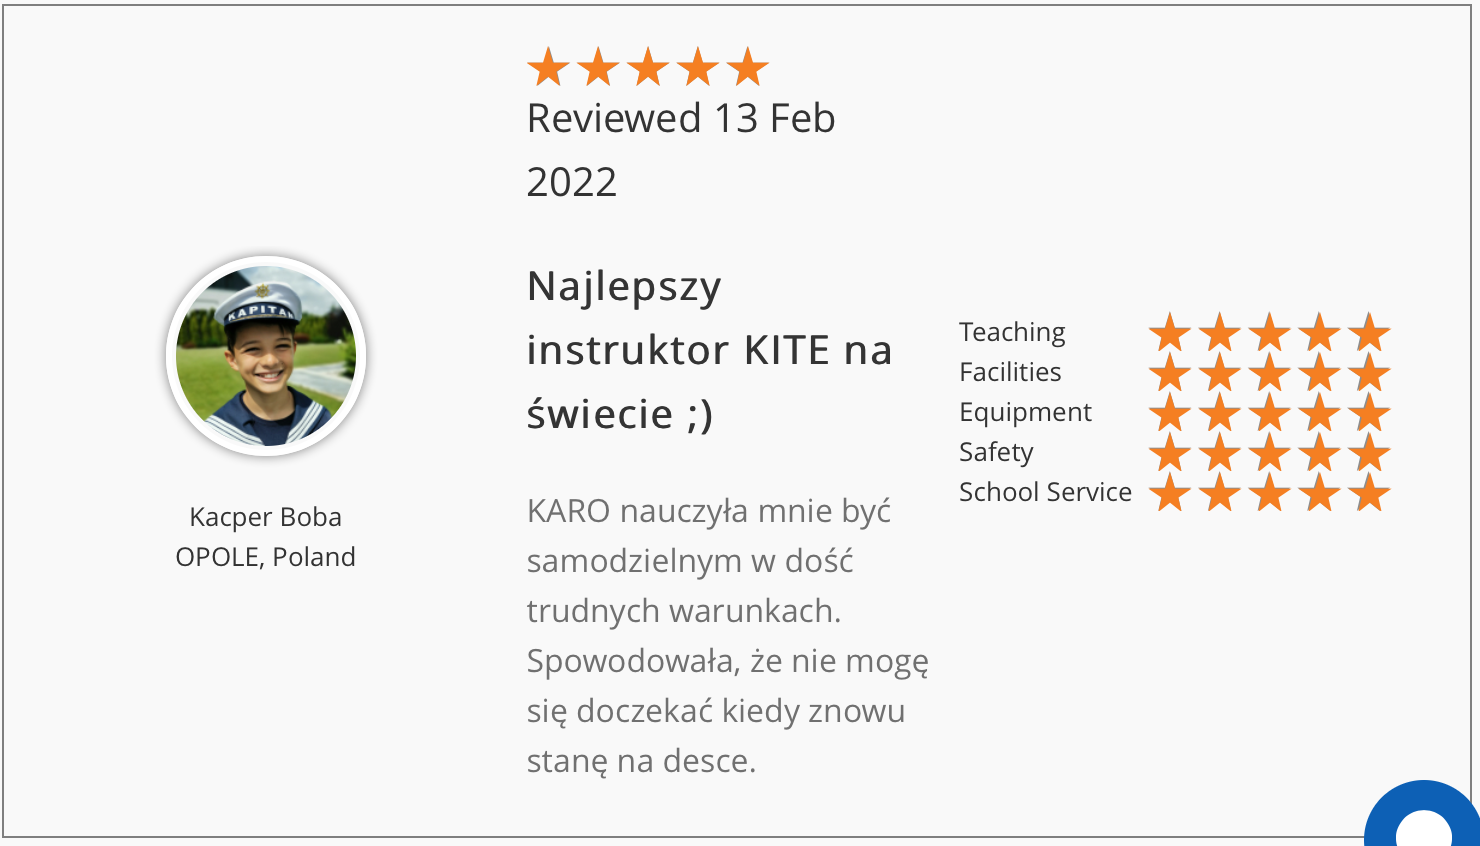 Reviewed 13 Feb
2022
KAPITAN
Kacper Boba
OPOLE, Poland
Najlepszy
instruktor KITE na
świecie ;)
KARO nauczyła mnie być
samodzielnym w dość
trudnych warunkach.
Spowodowała, że nie mogę
się doczekać kiedy znowu
stanę na desce.
Teaching
Facilities
Equipment
Safety
School Service